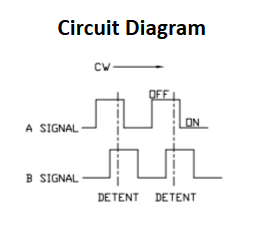 Circuit Diagram
CW
OFF
A SIGNAL
ON
B SIGNAL
DETENT DETENT